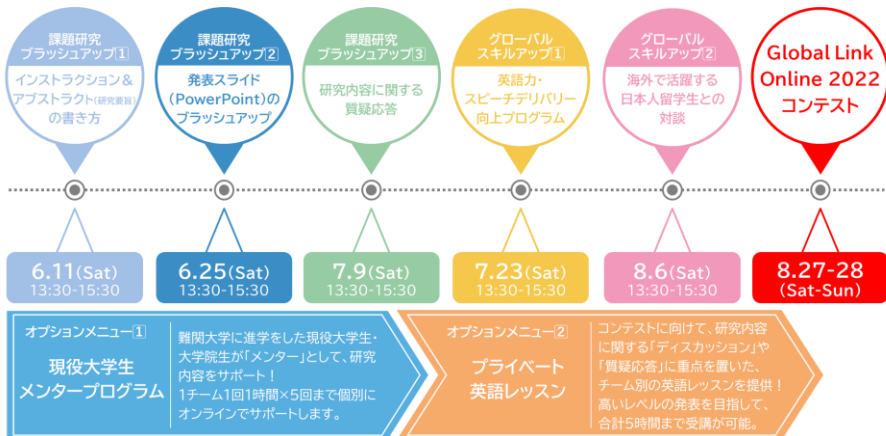 課題研究
ブラッシュアップ①
インストラクション&
アブストラクト(研究要旨)
の書き方
課題研究
ブラッシュアップ②
発表スライド
(PowerPoint)の
ブラッシュアップ
課題研究
ブラッシュアップ③
研究内容に関する
質疑応答
グローバル
スキルアップ①
英語力・
スピーチデリバリー
向上プログラム
グローバル
スキルアップ②
海外で活躍する
日本人留学生との
対談
Global Link
Online 2022
コンテスト
6.11(Sat)
13:30-15:30
6.25(Sat)
13:30-15:30
7.9(Sat)
13:30-15:30
7.23(Sat)
13:30-15:30
8.6(Sat)
13:30-15:30
8.27-28
(Sat-Sun)
オプションメニュー①
現役大学生
メンタープログラム
難関大学に進学をした現役大学生・
大学院生が「メンター」として、研究
内容をサポート！
1チーム1回1時間×5回まで個別に
オンラインでサポートします。
オプションメニュー②
プライベート
英語レッスン
コンテストに向けて、研究内容
に関する「ディスカッション」や
「質疑応答」に重点を置いた、
チーム別の英語レッスンを提供！
高いレベルの発表を目指して、
合計5時間まで受講が可能。